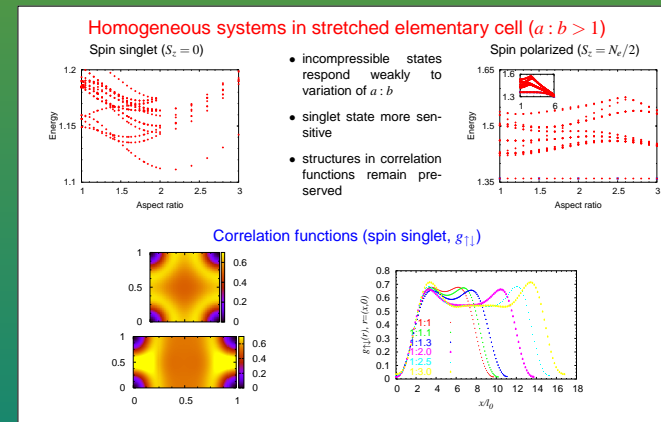 Homogeneous systems in stretched elementary cell (a : b > 1)
Spin singlet (S_z = 0)
1.2
1.15
1.1
Energy
1 1.5 2 2.5 3
Aspect ratio
• incompressible states respond weakly to variation of a : b
• singlet state more sensitive
• structures in correlation functions remain preserved
Spin polarized (S_z = N_e/2)
1.65
1.5
1.35
Energy
1.6
1.3
1 6
1 1.5 2 2.5 3
Aspect ratio
Correlation functions (spin singlet, g↑↓)
1
0.5
0
0 0.5 1
0.6
0.4
0.2
0
1
0.5
0
0 0.5 1
0.6
0.4
0.2
0
g↑↓(r), r=(x,0)
0.8
0.7
0.6
0.5
0.4
0.3
0.2
0.1
0
1:1
1:1.1
1:1.3
1:2.0
1:2.5
1:3.0
0 2 4 6 8 10 12 14 16 18
x/l₀